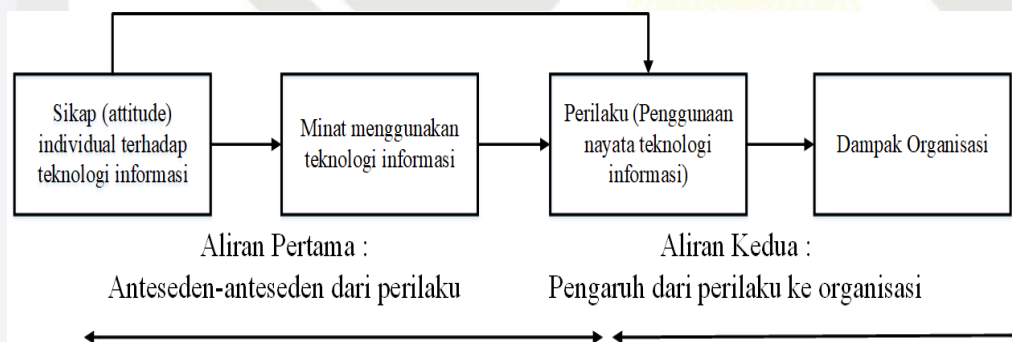 Sikap (attitude)
individual terhadap
teknologi informasi
Minat menggunakan
teknologi informasi
Perilaku (Penggunaan
nayata teknologi
informasi)
Dampak Organisasi
Aliran Pertama :
Anteseden-anteseden dari perilaku
Aliran Kedua :
Pengaruh dari perilaku ke organisasi